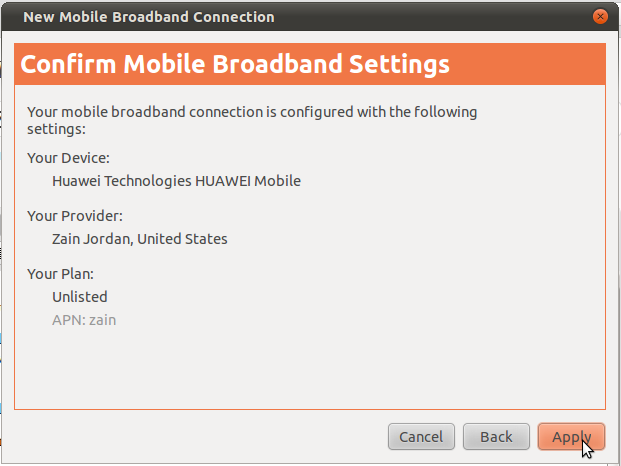 New Mobile Broadband Connection
Confirm Mobile Broadband Settings
Your mobile broadband connection is configured with the following
settings:
Your Device:
Huawei Technologies HUAWEI Mobile
Your Provider:
Zain Jordan, United States
Your Plan:
Unlisted
APN: zain
Cancel
Back
Apply